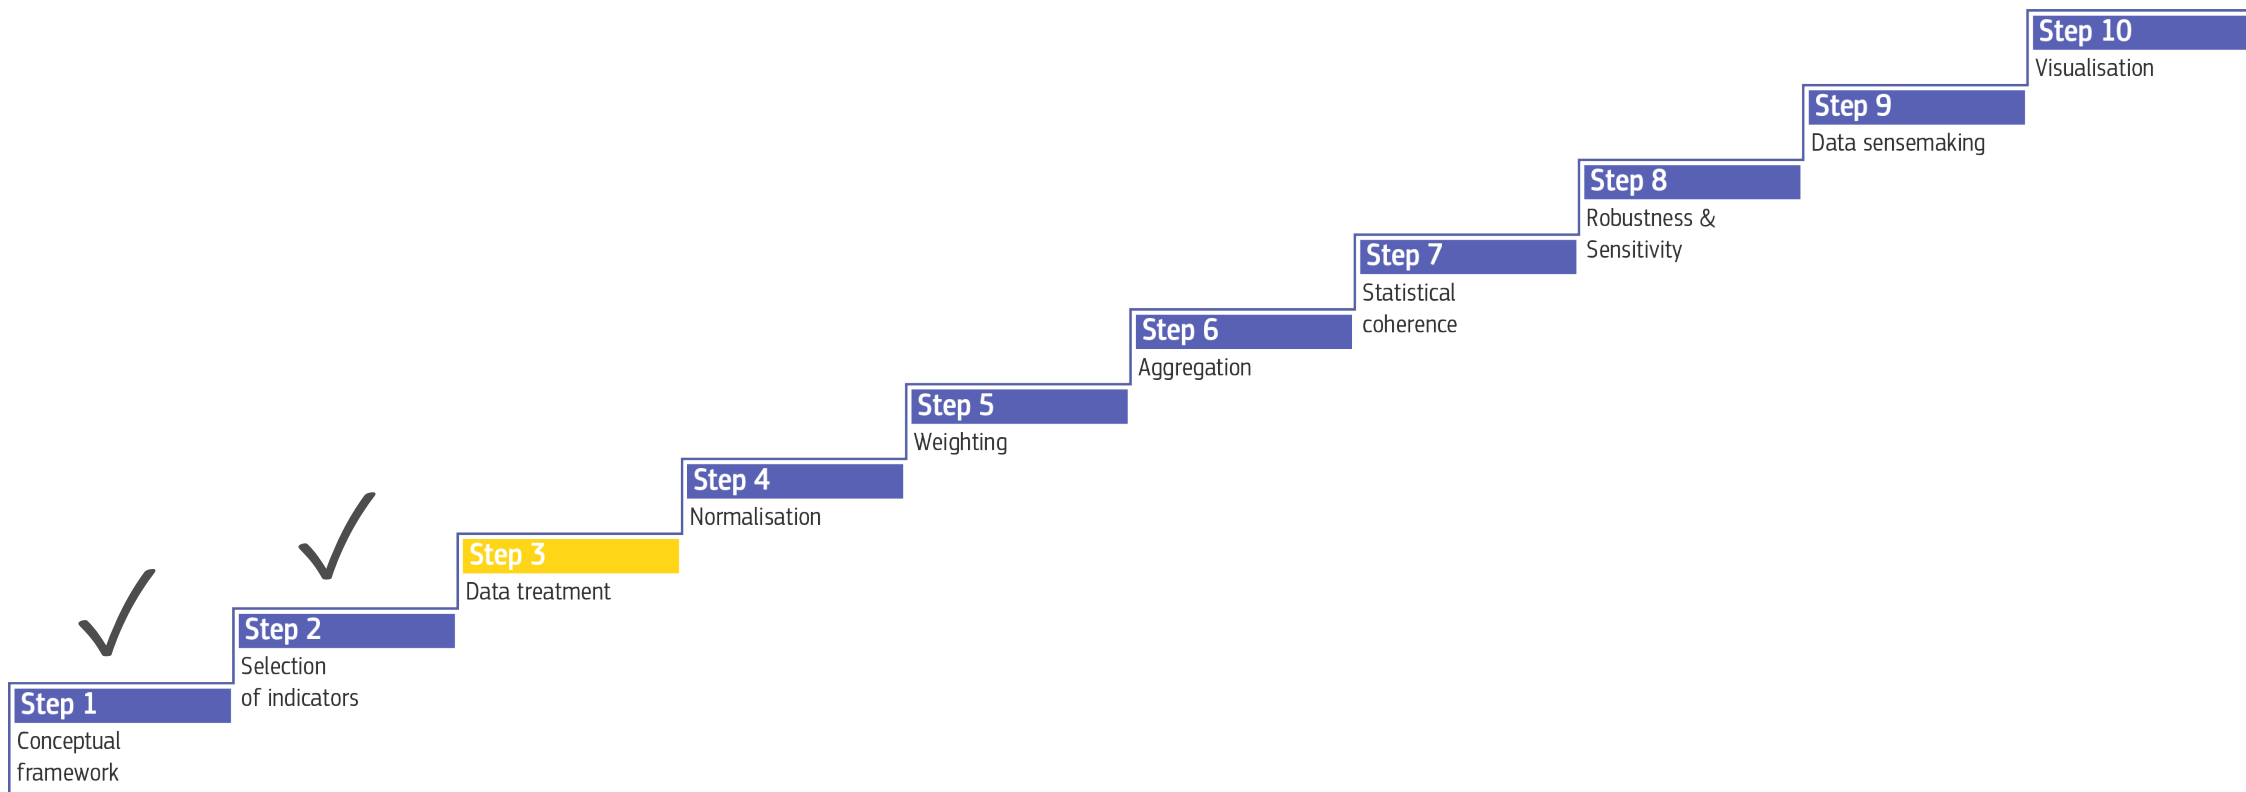 Step 1
Conceptual
framework
Step 2
Selection
of indicators
Step 3
Data treatment
Step 4
Normalisation
Step 5
Weighting
Step 6
Aggregation
Step 7
Statistical
coherence
Step 8
Robustness &
Sensitivity
Step 9
Data sensemaking
Step 10
Visualisation